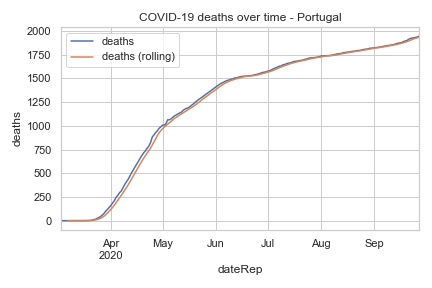 COVID-19 deaths over time - Portugal
deaths
deaths (rolling)
2000
1750
1500
1250
1000
750
500
250
0
deaths
Apr May Jun Jul Aug Sep
2020
dateRep